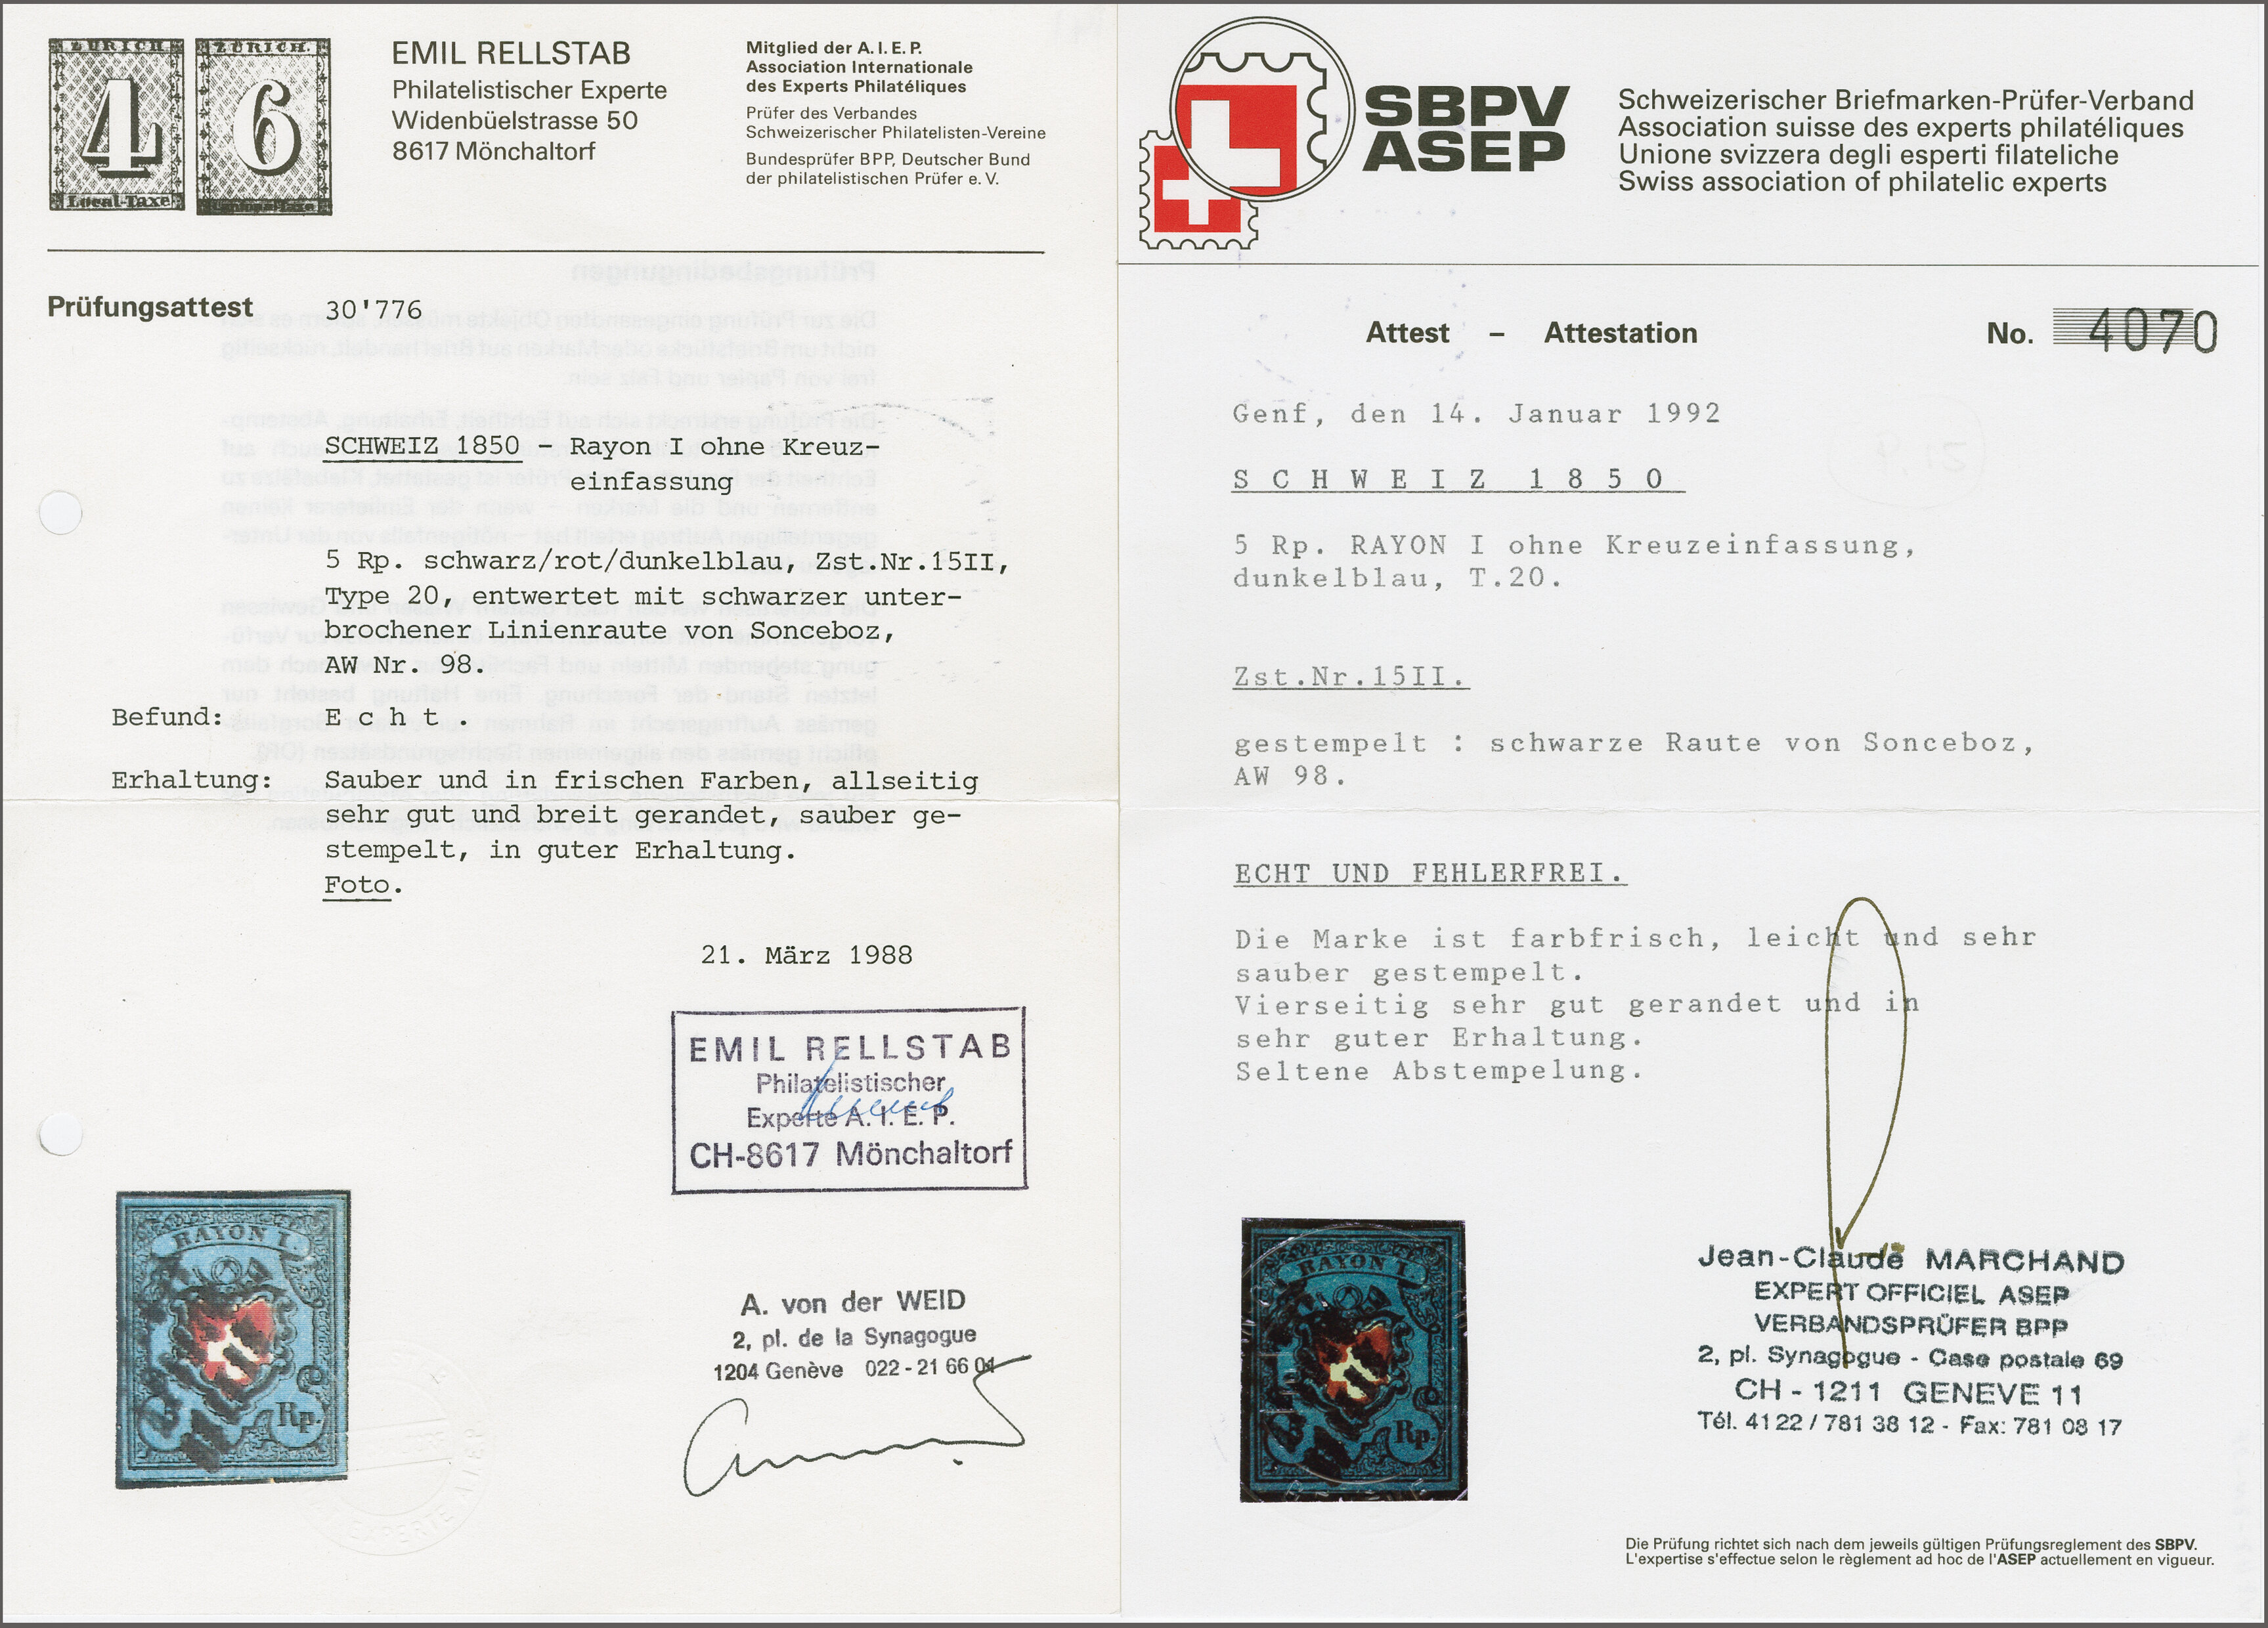 ZÜRICH
4
Local-Taxe
ZÜRICH.
6
EMIL RELLSTAB
Philatelistischer Experte
Widenbüelstrasse 50
8617 Mönchaltorf
Mitglied der A.I.E.P.
Association Internationale
des Experts Philatéliques
Prüfer des Verbandes
Schweizerischer Philatelisten-Vereine
Bundesprüfer BPP, Deutscher Bund
der philatelistischen Prüfer e. V.
Prüfungsattest 30'776
SCHWEIZ 1850 – Rayon I ohne Kreuz-
einfassung
5 Rp. schwarz/rot/dunkelblau, Zst.Nr.15II,
Type 20, entwertet mit schwarzer unter-
brochener Linienraute von Sonceboz,
AW Nr. 98.
Befund: E c h t .
Erhaltung: Sauber und in frischen Farben, allseitig
sehr gut und breit gerandet, sauber ge-
stempelt, in guter Erhaltung.
Foto.
21. März 1988
EMIL RELLSTAB
Philatelistischer
Experte A. I. E. P.
CH-8617 Mönchaltorf
A. von der WEID
2, pl. de la Synagogue
1204 Genève 022 - 21 66 01
RAYON I.
5 Rp.
SBPV
ASEP
Schweizerischer Briefmarken-Prüfer-Verband
Association suisse des experts philatéliques
Unione svizzera degli esperti filateliche
Swiss association of philatelic experts
Attest – Attestation
No. 4070
Genf, den 14. Januar 1992
S C H W E I Z 1 8 5 0
5 Rp. RAYON I ohne Kreuzeinfassung,
dunkelblau, T.20.
Zst.Nr.15II.
gestempelt : schwarze Raute von Sonceboz,
AW 98.
ECHT UND FEHLERFREI.
Die Marke ist farbfrisch, leicht und sehr
sauber gestempelt.
Vierseitig sehr gut gerandet und in
sehr guter Erhaltung.
Seltene Abstempelung.
Jean-Claude MARCHAND
EXPERT OFFICIEL ASEP
VERBANDSPRÜFER BPP
2, pl. Synagogue - Case postale 69
CH - 1211 GENEVE 11
Tél. 41 22 / 781 38 12 - Fax: 781 08 17
RAYON I.
5 Rp.
Die Prüfung richtet sich nach dem jeweils gültigen Prüfungsreglement des SBPV.
L'expertise s'effectue selon le règlement ad hoc de l'ASEP actuellement en vigueur.